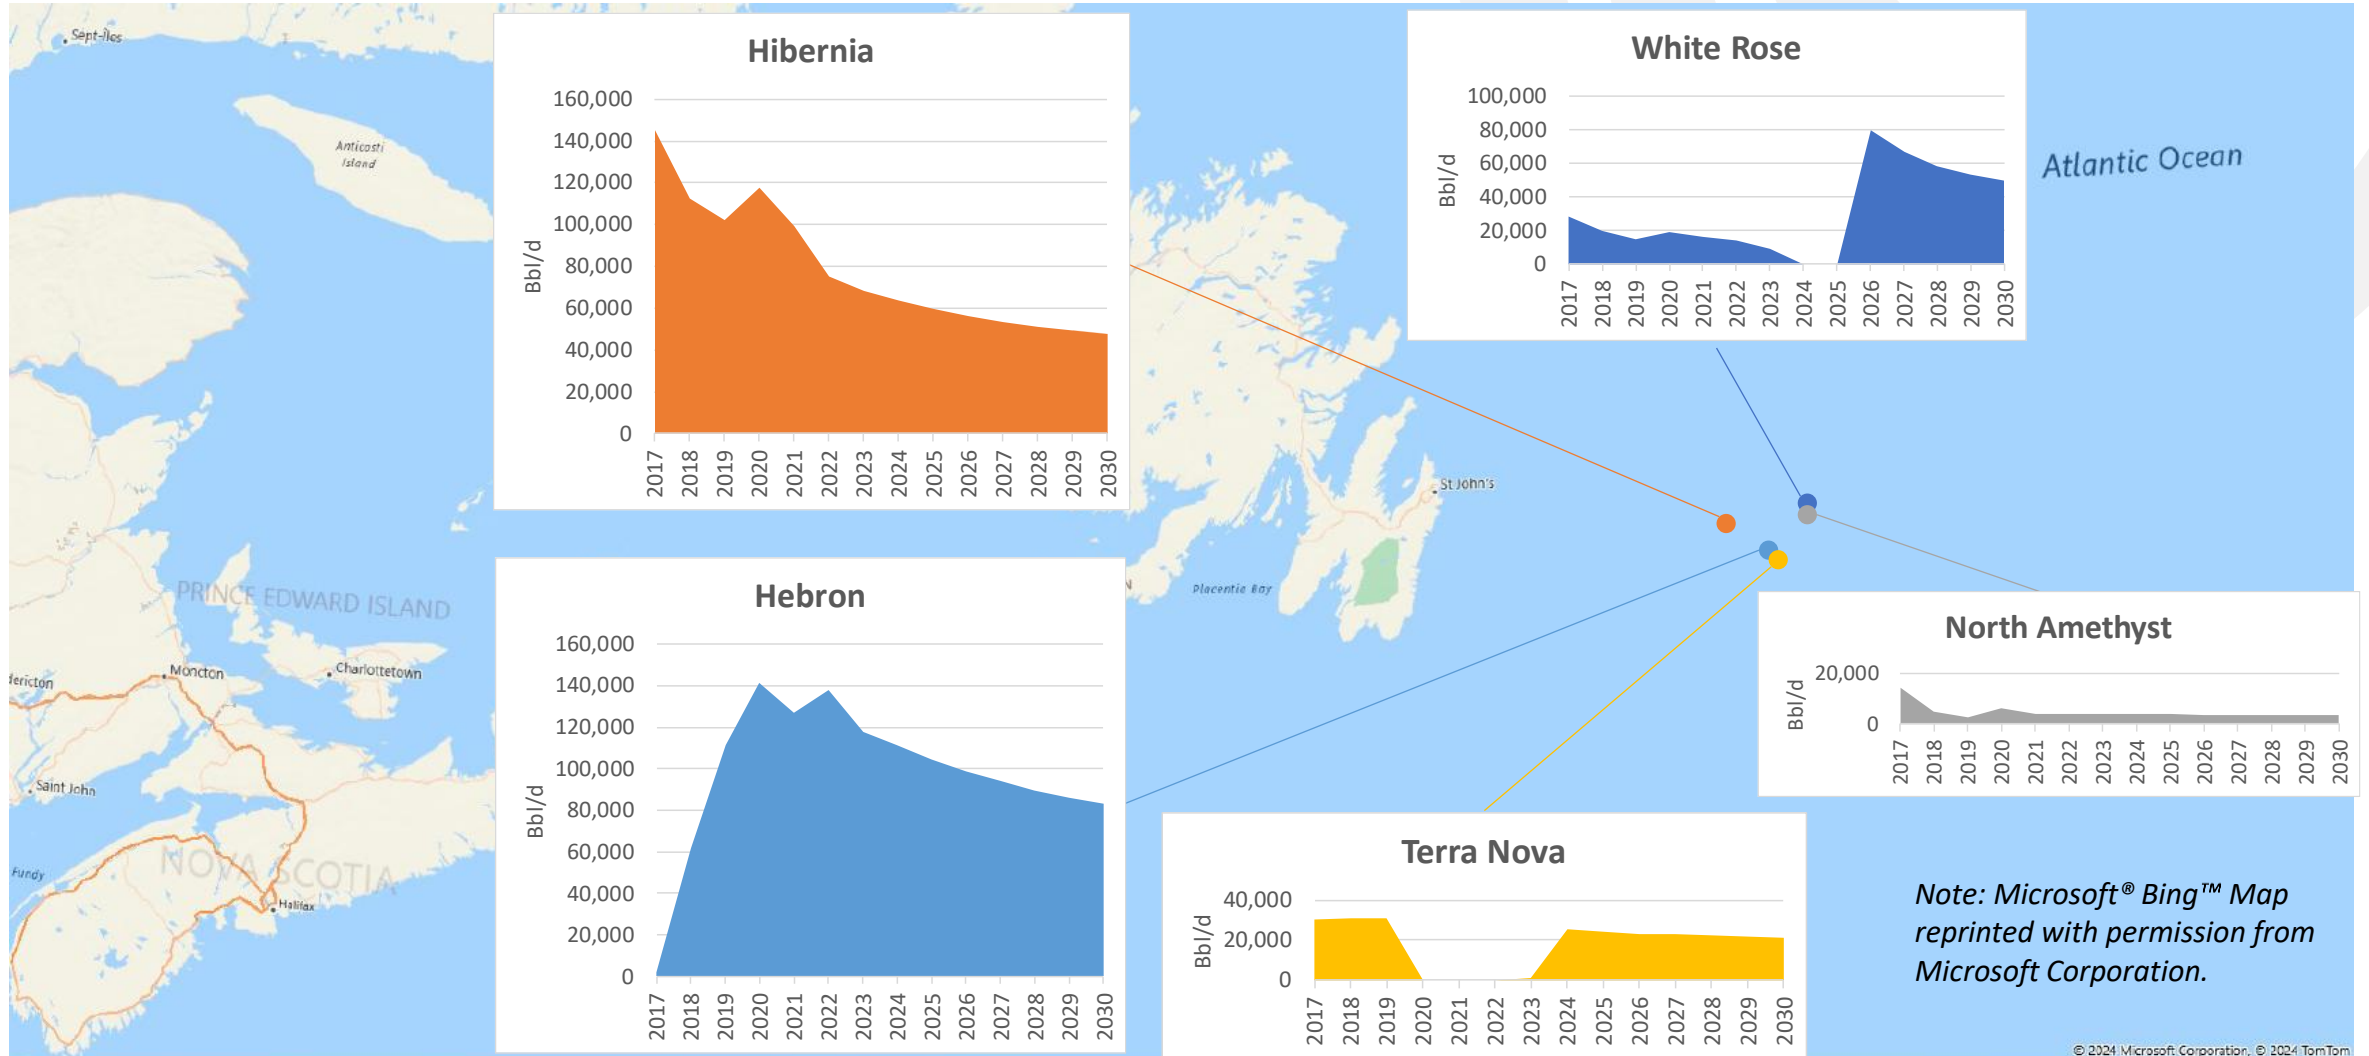 Sept-Îles
Anticosti
Island
PRINCE EDWARD ISLAND
Charlottetown
Moncton
dericton
Saint John
Fundy
NOVA SCOTIA
Halifax
Hibernia
160,000
140,000
120,000
100,000
80,000
60,000
40,000
20,000
0
Bbl/d
2017 2018 2019 2020 2021 2022 2023 2024 2025 2026 2027 2028 2029 2030
Hebron
160,000
140,000
120,000
100,000
80,000
60,000
40,000
20,000
0
Bbl/d
2017 2018 2019 2020 2021 2022 2023 2024 2025 2026 2027 2028 2029 2030
N
Placentia Bay
St John's
White Rose
100,000
80,000
60,000
40,000
20,000
0
Bbl/d
2017 2018 2019 2020 2021 2022 2023 2024 2025 2026 2027 2028 2029 2030
Atlantic Ocean
North Amethyst
20,000
0
Bbl/d
2017 2018 2019 2020 2021 2022 2023 2024 2025 2026 2027 2028 2029 2030
Terra Nova
40,000
20,000
0
Bbl/d
2017 2018 2019 2020 2021 2022 2023 2024 2025 2026 2027 2028 2029 2030
Note: Microsoft® Bing™ Map
reprinted with permission from
Microsoft Corporation.
© 2024 Microsoft Corporation, © 2024 TomTom